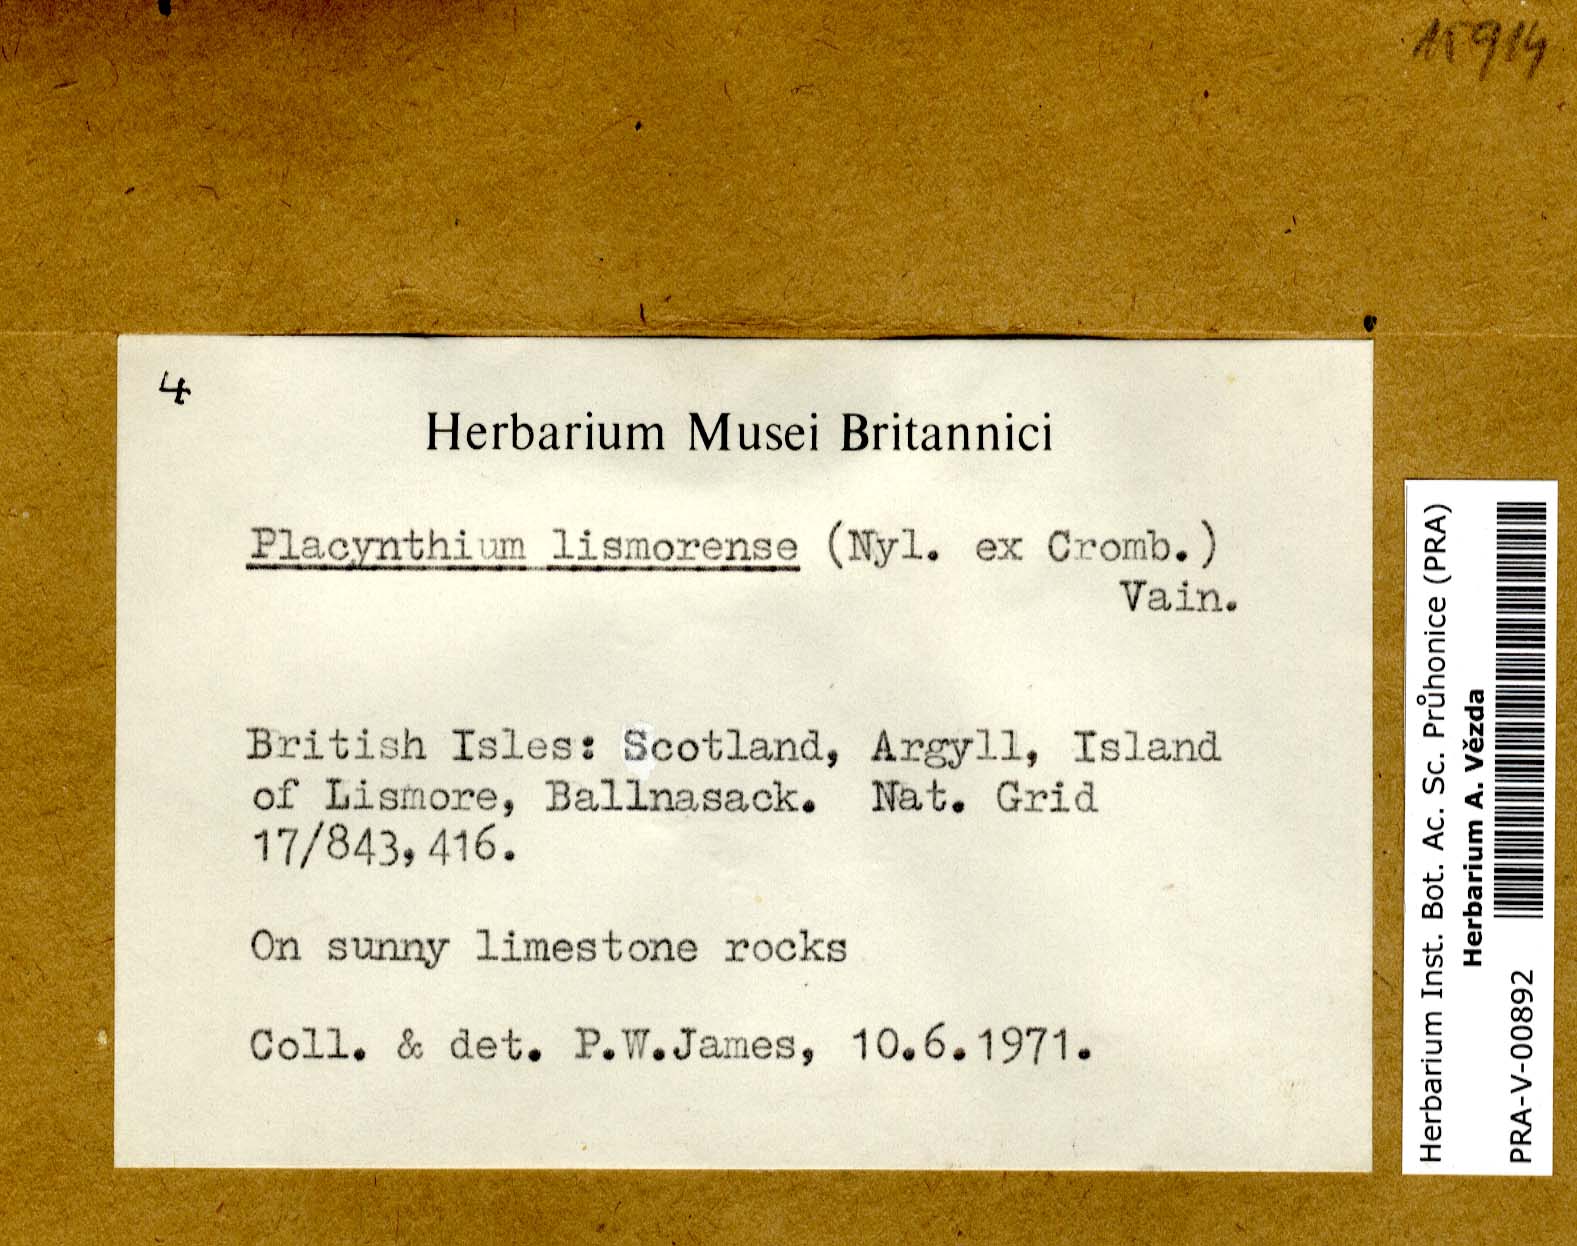 15914
4
Herbarium Musei Britannici
Placynthium lismorense (Nyl. ex Cromb.)
Vain.
British Isles: Scotland, Argyll, Island
of Lismore, Ballnasack. Nat. Grid
17/843,416.
On sunny limestone rocks
Coll. & det. P.W.James, 10.6.1971.
Herbarium Inst. Bot. Ac. Sc. Průhonice (PRA)
Herbarium A. Vězda
PRA-V-00892